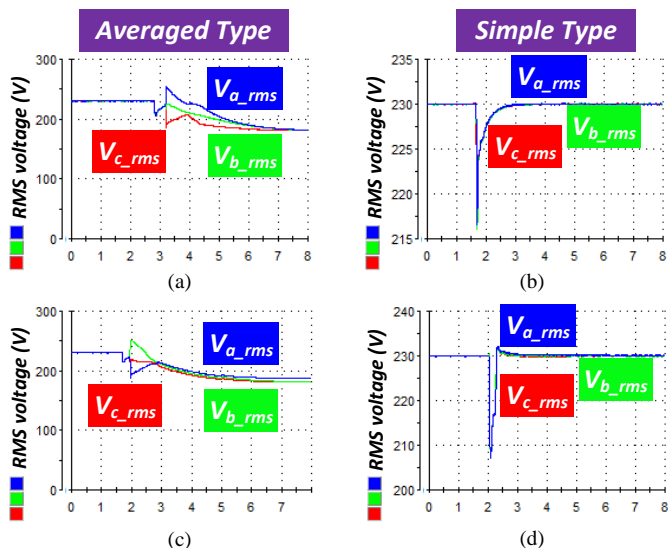 Averaged Type
Simple Type
RMS voltage (V)
300
200
100
0
0 1 2 3 4 5 6 7 8
V_a_rms
V_c_rms
V_b_rms
(a)
RMS voltage (V)
235
230
225
220
215
0 1 2 3 4 5 6 7 8
V_a_rms
V_b_rms
V_c_rms
(b)
RMS voltage (V)
300
200
100
0
0 1 2 3 4 5 6 7
V_a_rms
V_c_rms
V_b_rms
(c)
RMS voltage (V)
240
230
220
210
200
0 1 2 3 4 5 6 7 8
V_a_rms
V_c_rms
V_b_rms
(d)